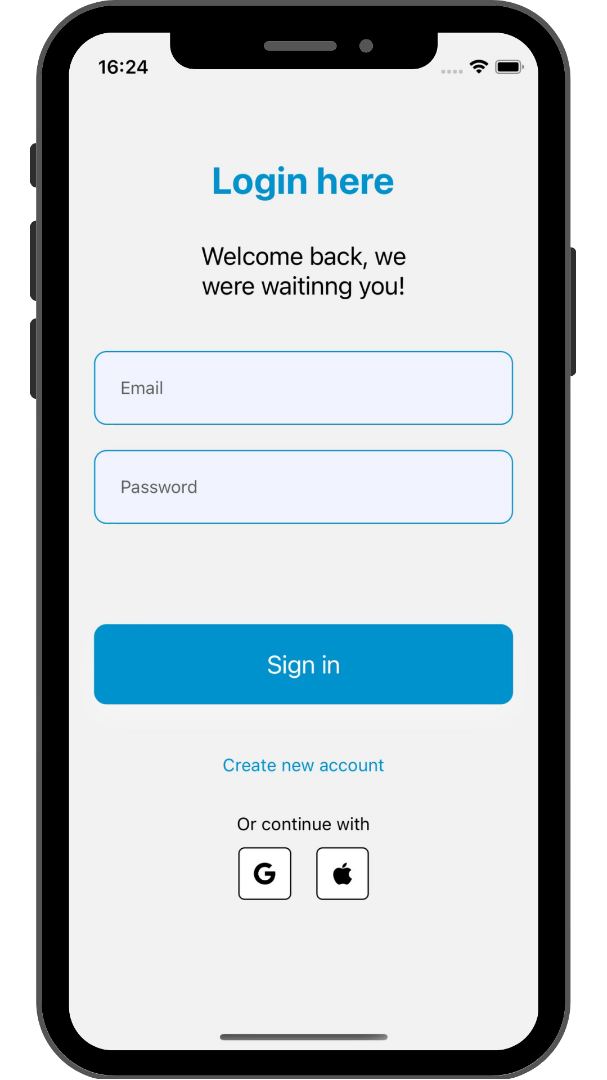 16:24
Login here
Welcome back, we
were waitinng you!
Email
Password
Sign in
Create new account
Or continue with
G